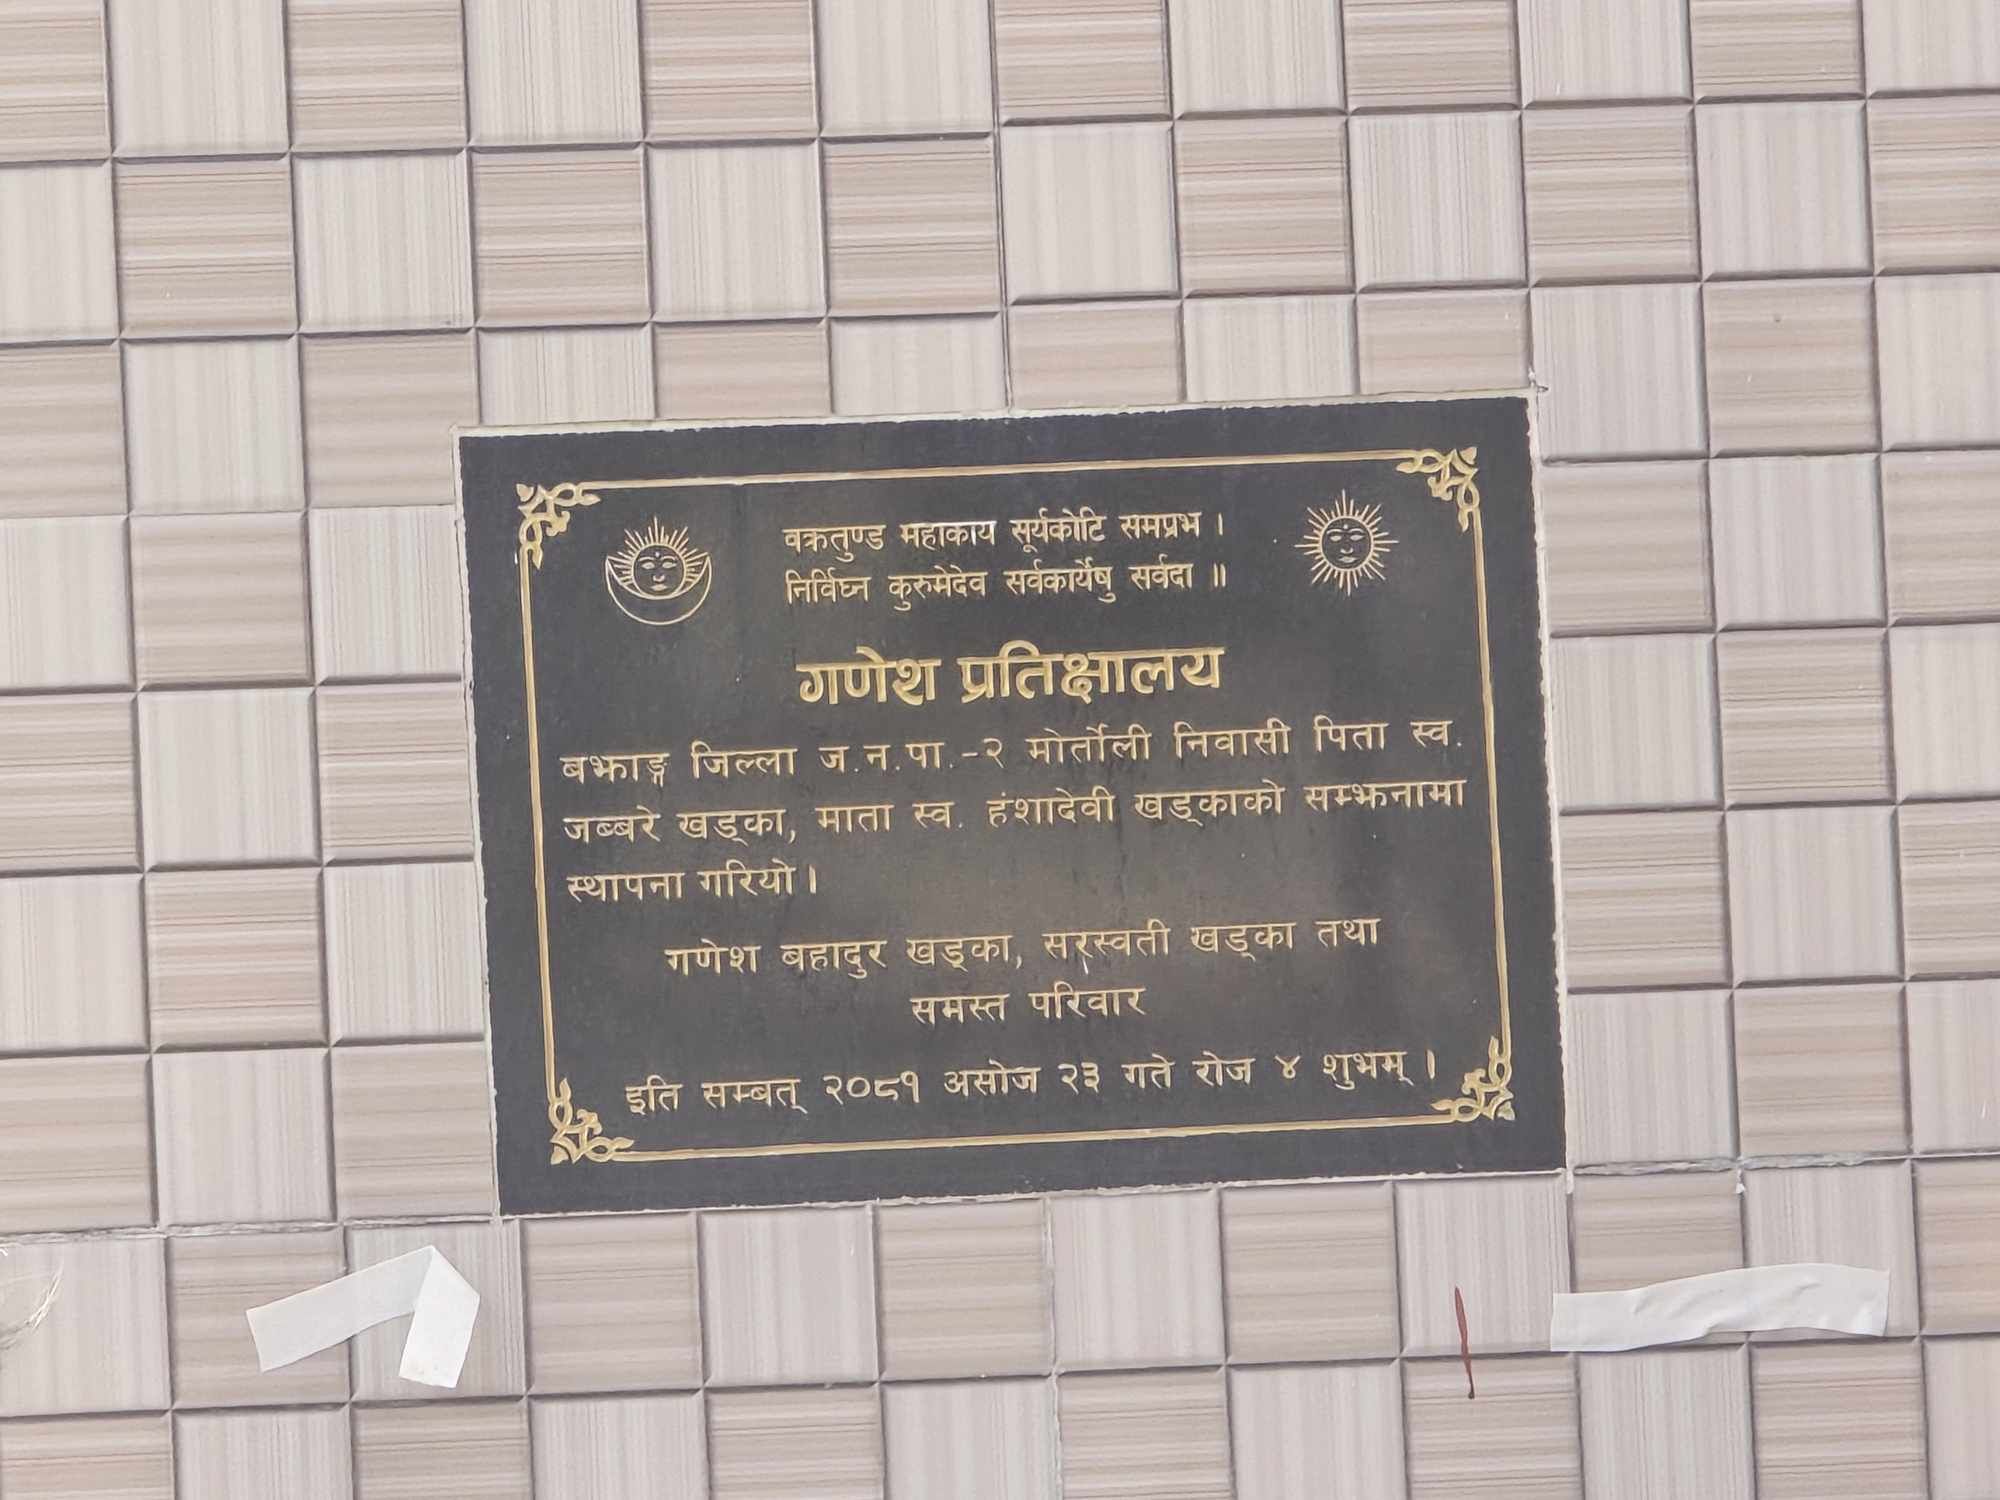 वक्रतुण्ड महाकाय सूर्यकोटि समप्रभ ।
निर्विघ्न कुरुमेदेव सर्वकार्येषु सर्वदा ॥
गणेश प्रतिक्षालय
बझाङ्ग जिल्ला ज.न.पा.-२ मोर्तोली निवासी पिता स्व.
जब्बरे खड्का, माता स्व. हंशादेवी खड्काको सम्झनामा
स्थापना गरियो।
गणेश बहादुर खड्का, सरस्वती खड्का तथा
समस्त परिवार
इति सम्बत् २०८१ असोज २३ गते रोज ४ शुभम् ।